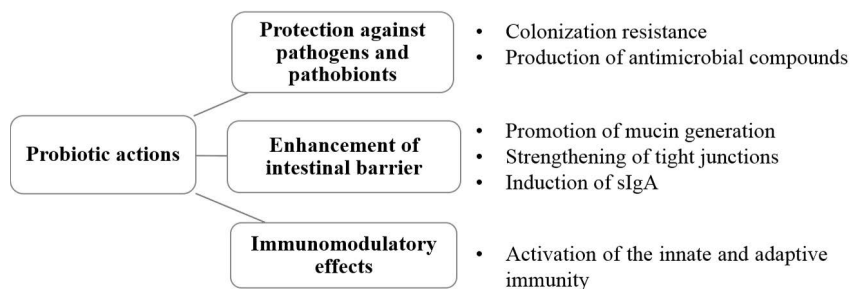 Protection against
pathogens and
pathobionts
• Colonization resistance
• Production of antimicrobial compounds
Probiotic actions
Enhancement of
intestinal barrier
• Promotion of mucin generation
• Strengthening of tight junctions
• Induction of sIgA
Immunomodulatory
effects
• Activation of the innate and adaptive
immunity